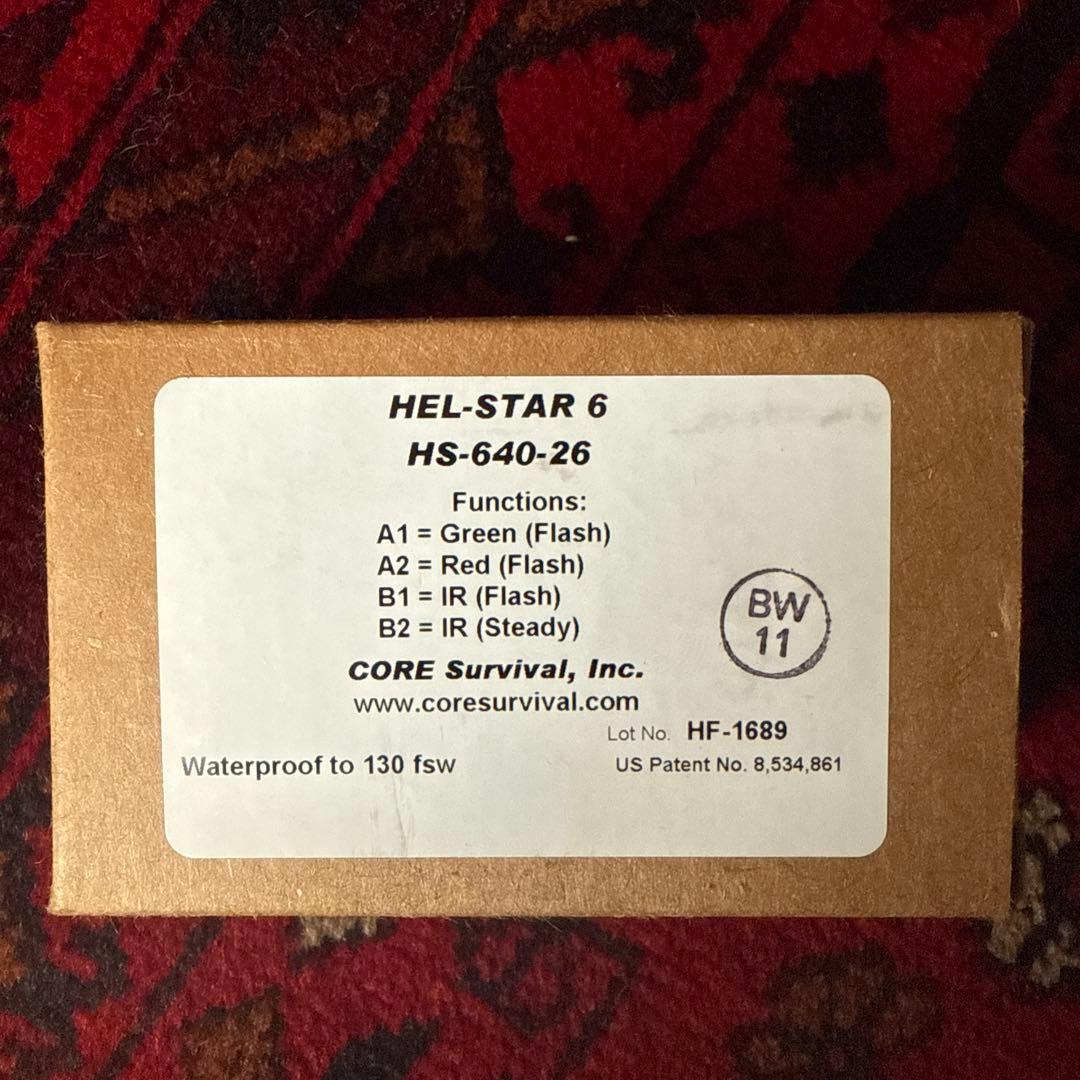 HEL-STAR 6
HS-640-26
Functions:
A1 = Green (Flash)
A2 = Red (Flash)
B1 = IR (Flash)
B2 = IR (Steady)
BW
11
CORE Survival, Inc.
www.coresurvival.com
Lot No. HF-1689
Waterproof to 130 fsw
US Patent No. 8,534,861